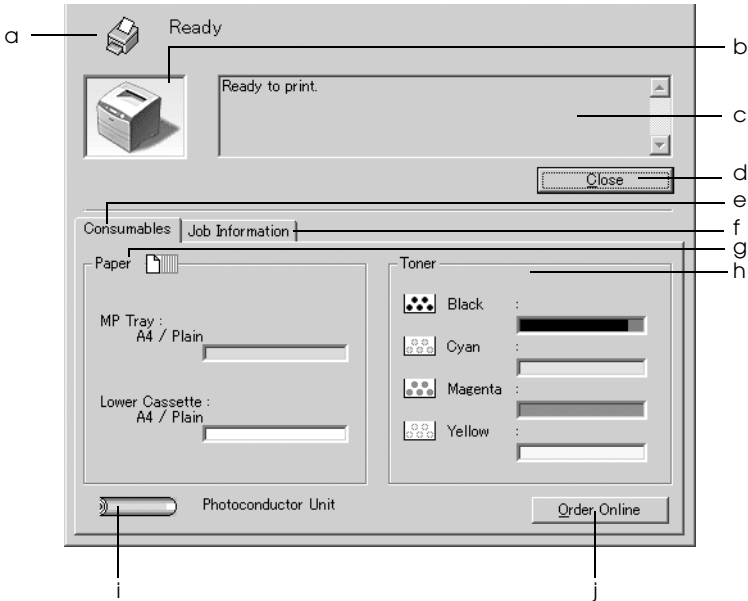 a
Ready
b
Ready to print.
c
Close
d
e
Consumables
Job Information
f
g
Paper
Toner
h
MP Tray :
A4 / Plain
Lower Cassette :
A4 / Plain
Black :
Cyan :
Magenta :
Yellow :
Photoconductor Unit
Order Online
i
j